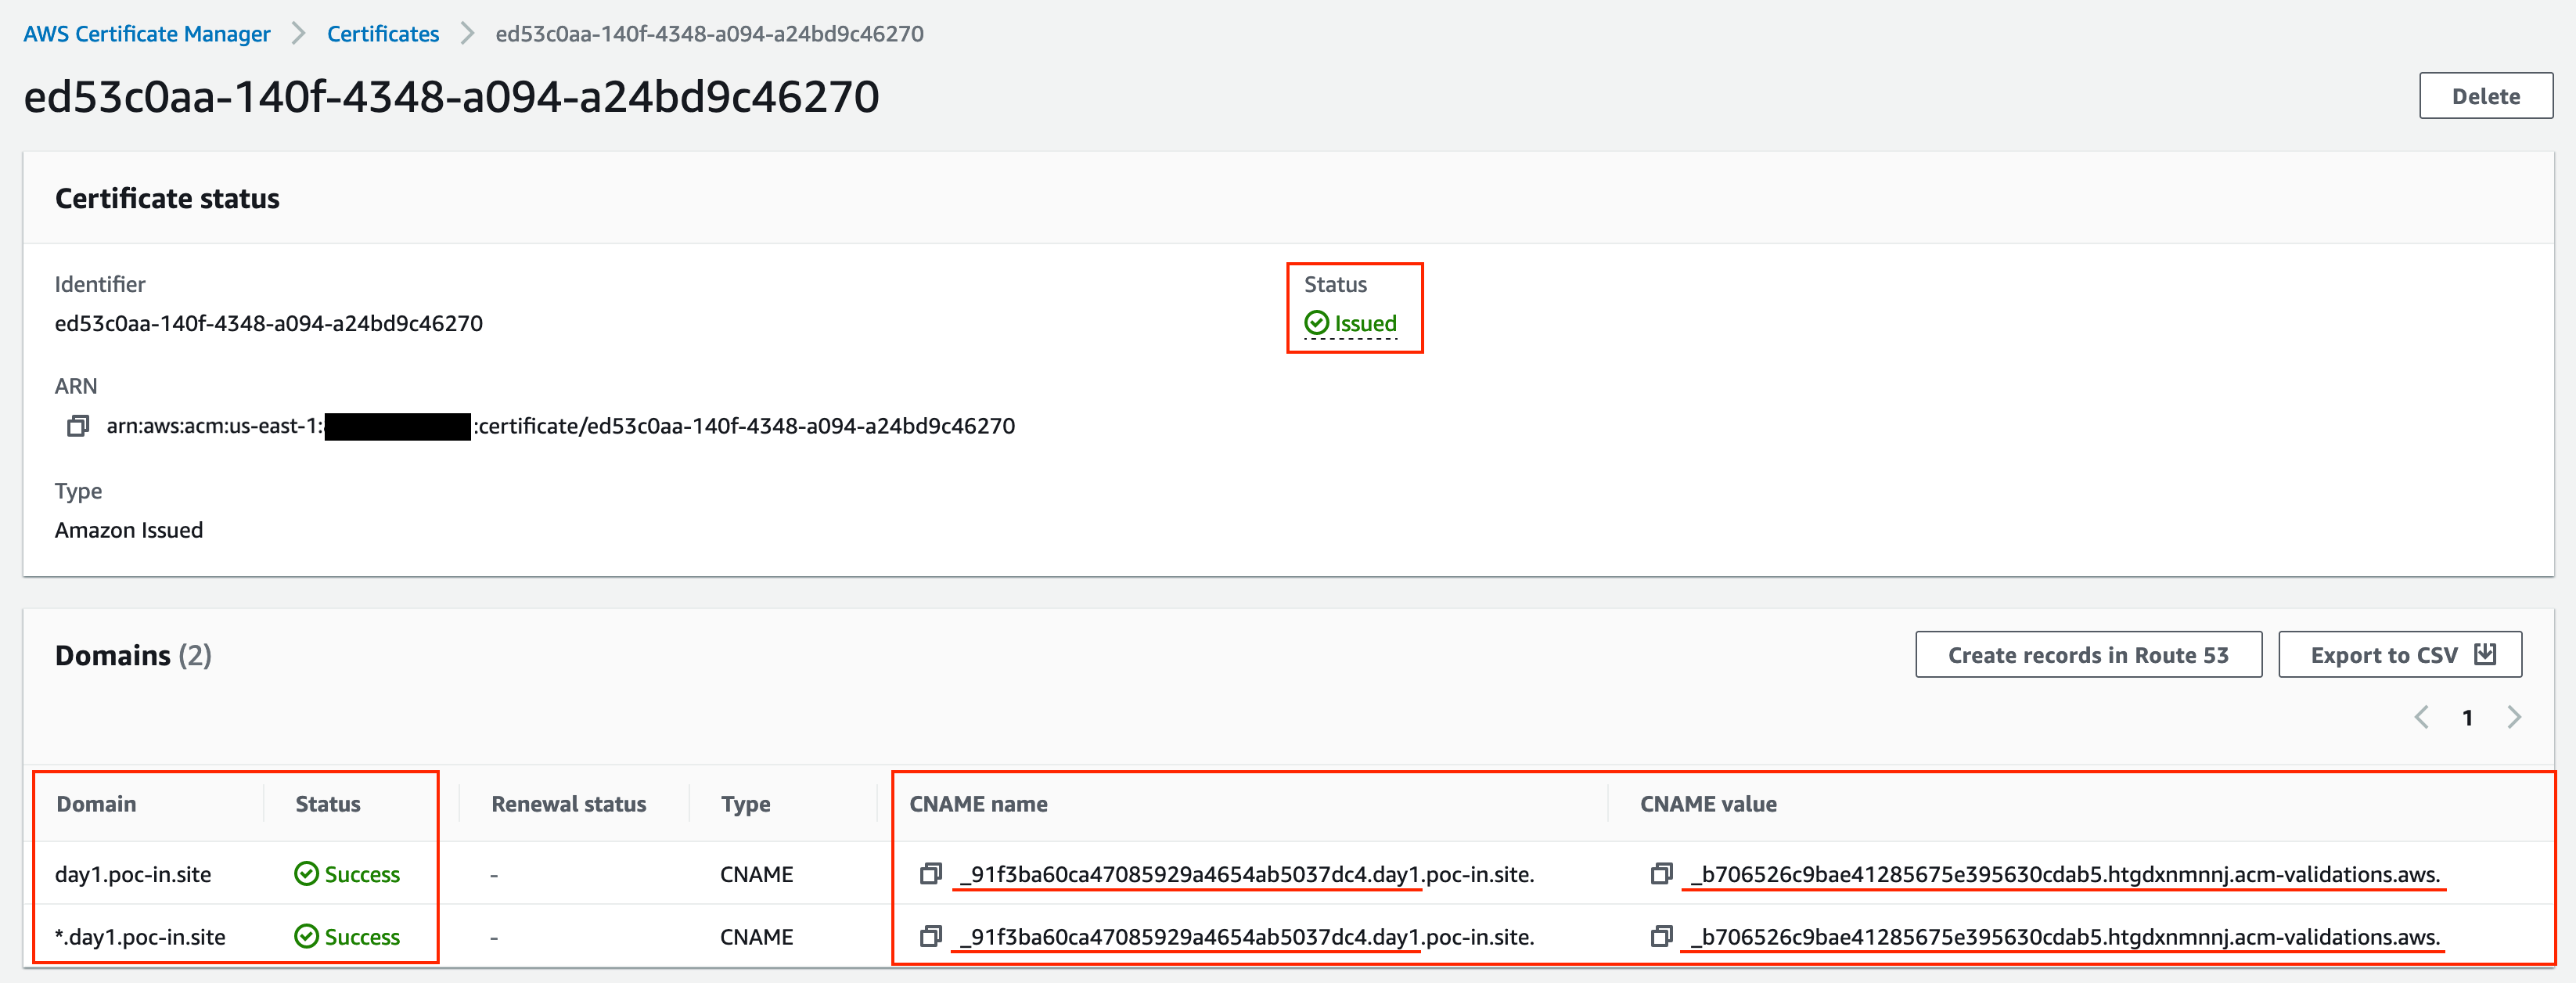 AWS Certificate Manager > Certificates > ed53c0aa-140f-4348-a094-a24bd9c46270
ed53c0aa-140f-4348-a094-a24bd9c46270
Delete
Certificate status
Identifier
ed53c0aa-140f-4348-a094-a24bd9c46270
Status
Issued
ARN
arn:aws:acm:us-east-1: :certificate/ed53c0aa-140f-4348-a094-a24bd9c46270
Type
Amazon Issued
Domains (2)
Create records in Route 53
Export to CSV
1
Domain Status Renewal status Type CNAME name CNAME value
day1.poc-in.site Success - CNAME _91f3ba60ca47085929a4654ab5037dc4.day1.poc-in.site. _b706526c9bae41285675e395630cdab5.htgdxnmnnj.acm-validations.aws.
*.day1.poc-in.site Success - CNAME _91f3ba60ca47085929a4654ab5037dc4.day1.poc-in.site. _b706526c9bae41285675e395630cdab5.htgdxnmnnj.acm-validations.aws.